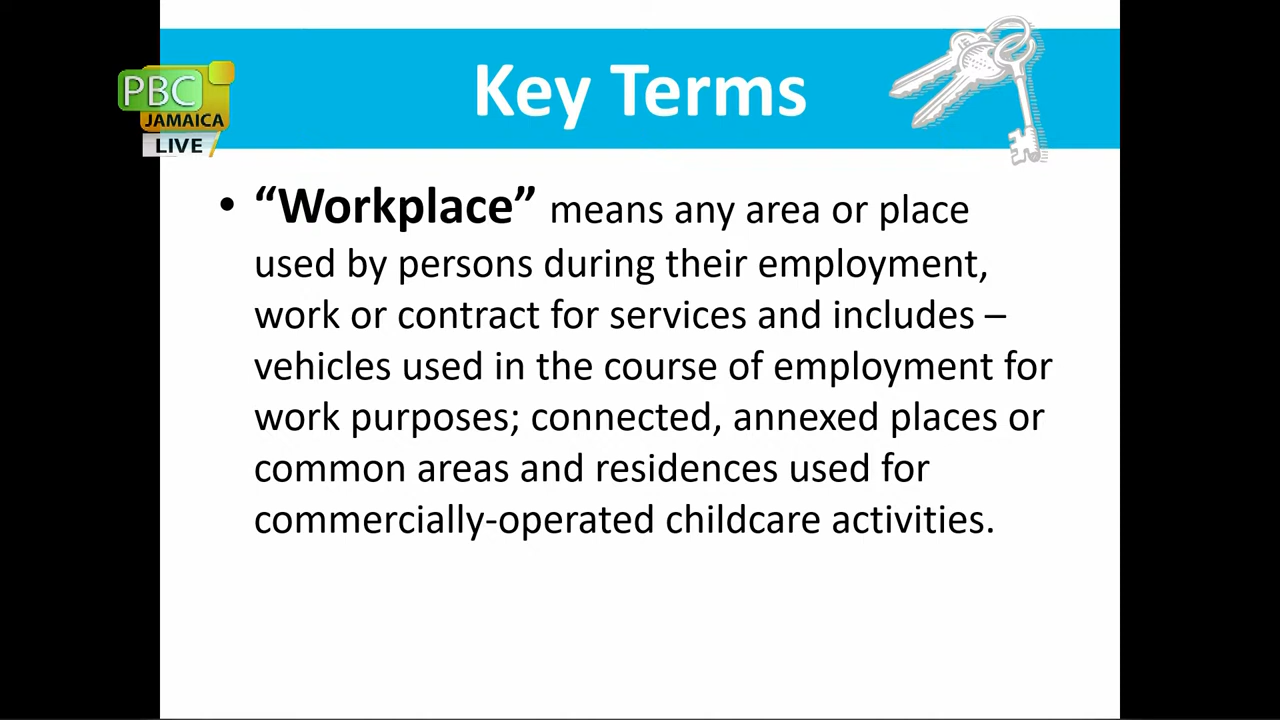 Key Terms
PBC
JAMAICA
LIVE
• “Workplace” means any area or place
used by persons during their employment,
work or contract for services and includes –
vehicles used in the course of employment for
work purposes; connected, annexed places or
common areas and residences used for
commercially-operated childcare activities.